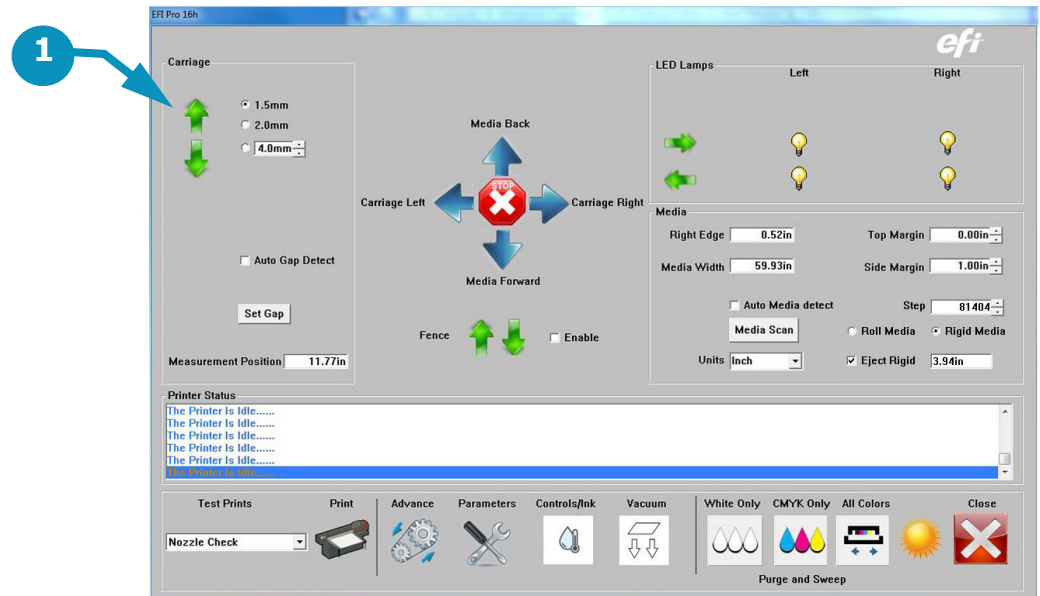 EFI Pro 16h
1
efi
Carriage
1.5mm
2.0mm
4.0mm
Auto Gap Detect
Set Gap
Measurement Position 11.77in
Media Back
STOP
Carriage Left
Carriage Right
Media Forward
Fence
Enable
LED Lamps
Left
Right
Media
Right Edge 0.52in
Top Margin 0.00in
Media Width 59.93in
Side Margin 1.00in
Auto Media detect
Step 81404
Media Scan
Roll Media
Rigid Media
Units Inch
Eject Rigid 3.94in
Printer Status
The Printer Is Idle......
The Printer Is Idle......
The Printer Is Idle......
The Printer Is Idle......
The Printer Is Idle......
The Printer Is Idle......
Test Prints
Print
Advance
Parameters
Controls/Ink
Vacuum
White Only
CMYK Only
All Colors
Close
Nozzle Check
Purge and Sweep